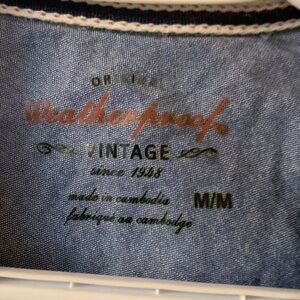 ORIGINAL
Weatherproof
VINTAGE
since 1948
made in cambodia M/M
fabriqué au cambodge